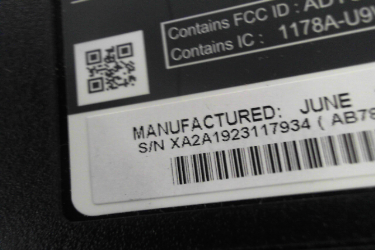 Contains FCC ID :
Contains IC : 1178A-U9
MANUFACTURED: JUNE
S/N XA2A1923117934 ( AB78